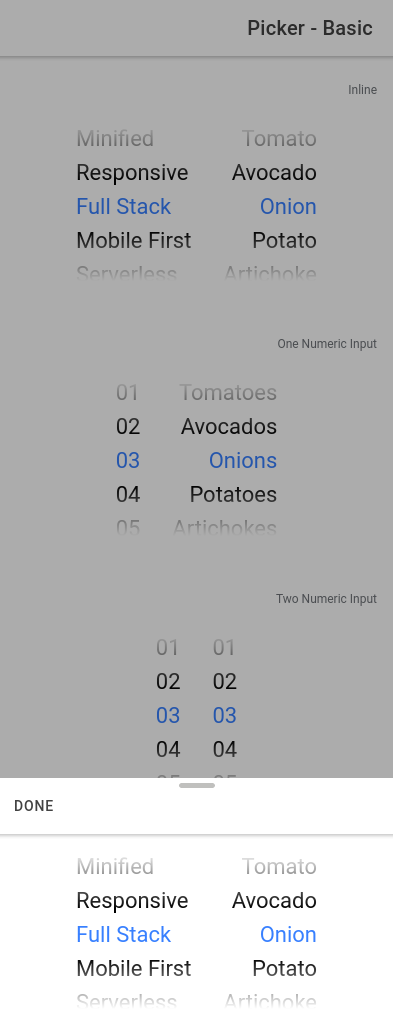 Picker - Basic
Inline
Minified Tomato
Responsive Avocado
Full Stack Onion
Mobile First Potato
Serverless Artichoke
One Numeric Input
01 Tomatoes
02 Avocados
03 Onions
04 Potatoes
05 Artichokes
Two Numeric Input
01 01
02 02
03 03
04 04
05 05
DONE
Minified Tomato
Responsive Avocado
Full Stack Onion
Mobile First Potato
Serverless Artichoke